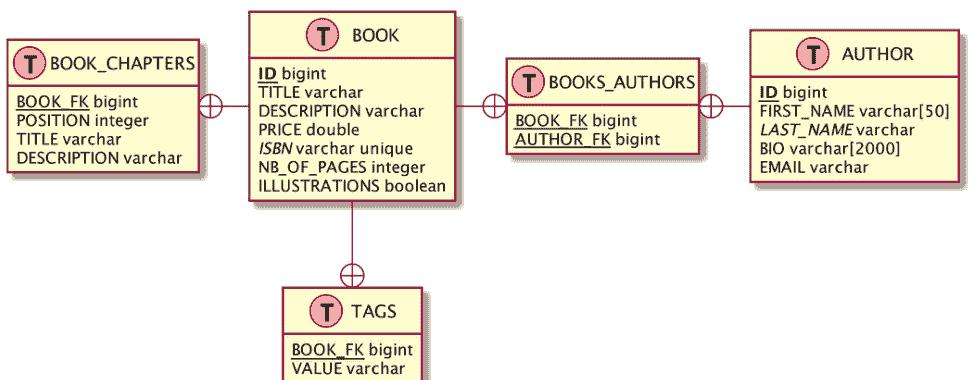 T BOOK_CHAPTERS
BOOK_FK bigint
POSITION integer
TITLE varchar
DESCRIPTION varchar
T BOOK
ID bigint
TITLE varchar
DESCRIPTION varchar
PRICE double
ISBN varchar unique
NB_OF_PAGES integer
ILLUSTRATIONS boolean
T BOOKS_AUTHORS
BOOK_FK bigint
AUTHOR_FK bigint
T AUTHOR
ID bigint
FIRST_NAME varchar[50]
LAST_NAME varchar
BIO varchar[2000]
EMAIL varchar
T TAGS
BOOK_FK bigint
VALUE varchar